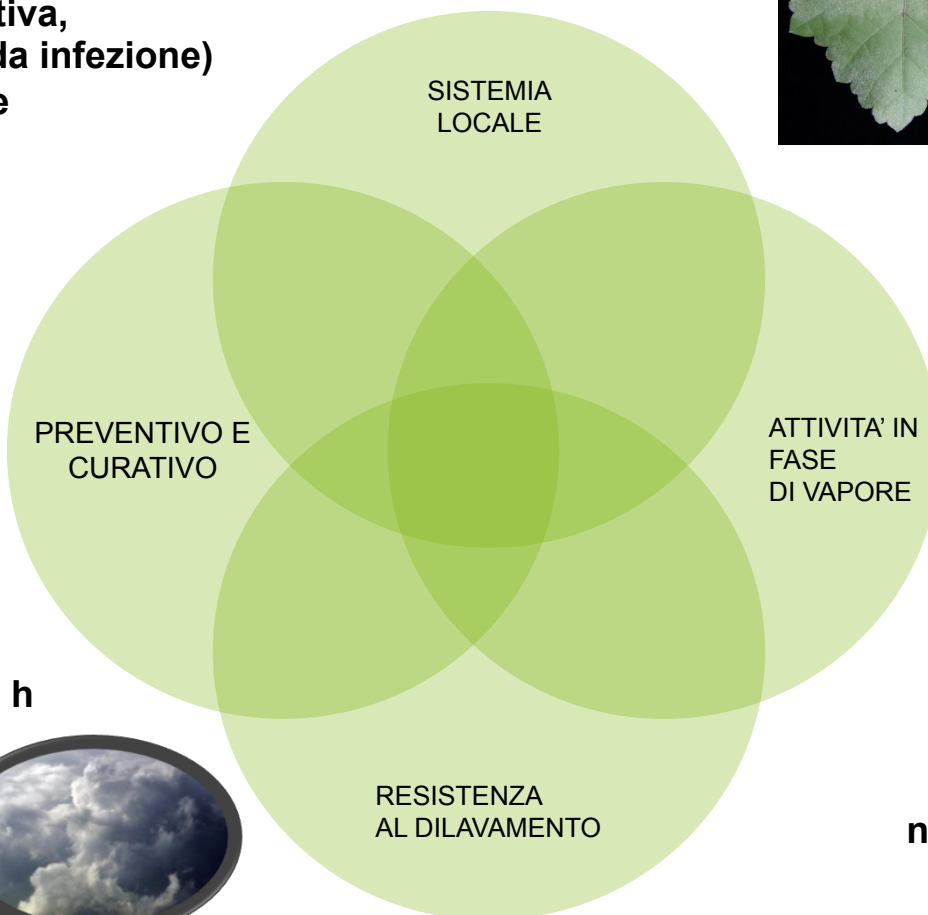 tiva,
da infezione)
e
SISTEMIA
LOCALE
PREVENTIVO E
CURATIVO
ATTIVITA’ IN
FASE
DI VAPORE
h
RESISTENZA
AL DILAVAMENTO
n